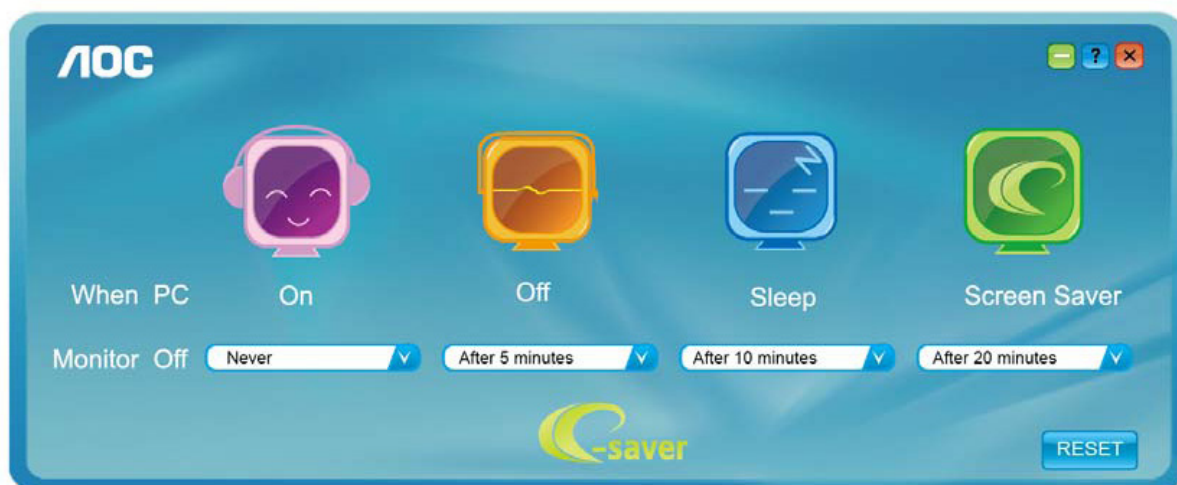 AOC
?
When PC On Off Sleep Screen Saver
Monitor Off Never After 5 minutes After 10 minutes After 20 minutes
e-saver
RESET